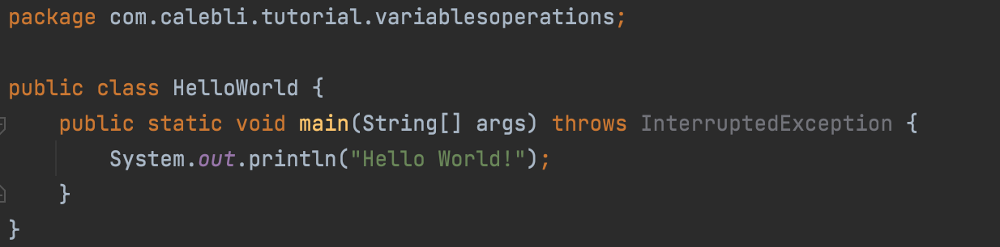 package com.calebli.tutorial.variablesoperations;
public class HelloWorld {
public static void main(String[] args) throws InterruptedException {
System.out.println("Hello World!");
}
}